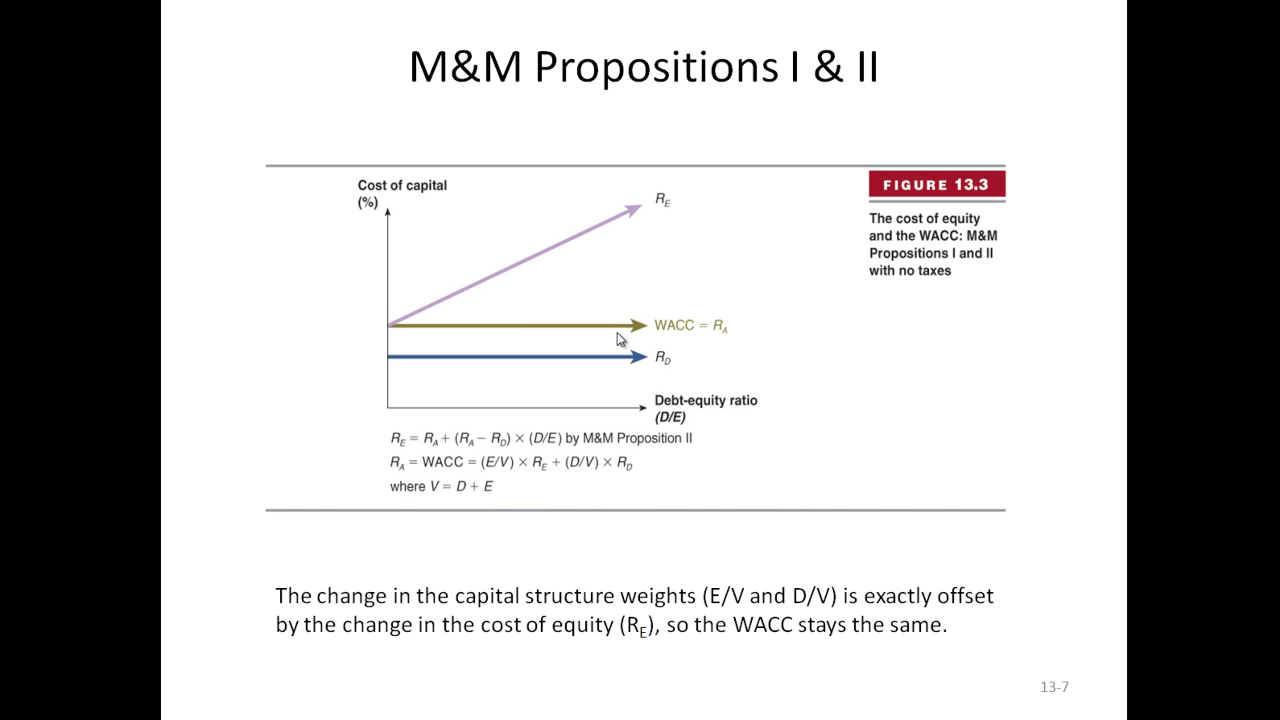 M&M Propositions I & II
Cost of capital
(%)
R_E
WACC = R_A
R_D
Debt-equity ratio
(D/E)
R_E = R_A + (R_A − R_D) × (D/E) by M&M Proposition II
R_A = WACC = (E/V) × R_E + (D/V) × R_D
where V = D + E
FIGURE 13.3
The cost of equity
and the WACC: M&M
Propositions I and II
with no taxes
The change in the capital structure weights (E/V and D/V) is exactly offset
by the change in the cost of equity (R_E), so the WACC stays the same.
13-7